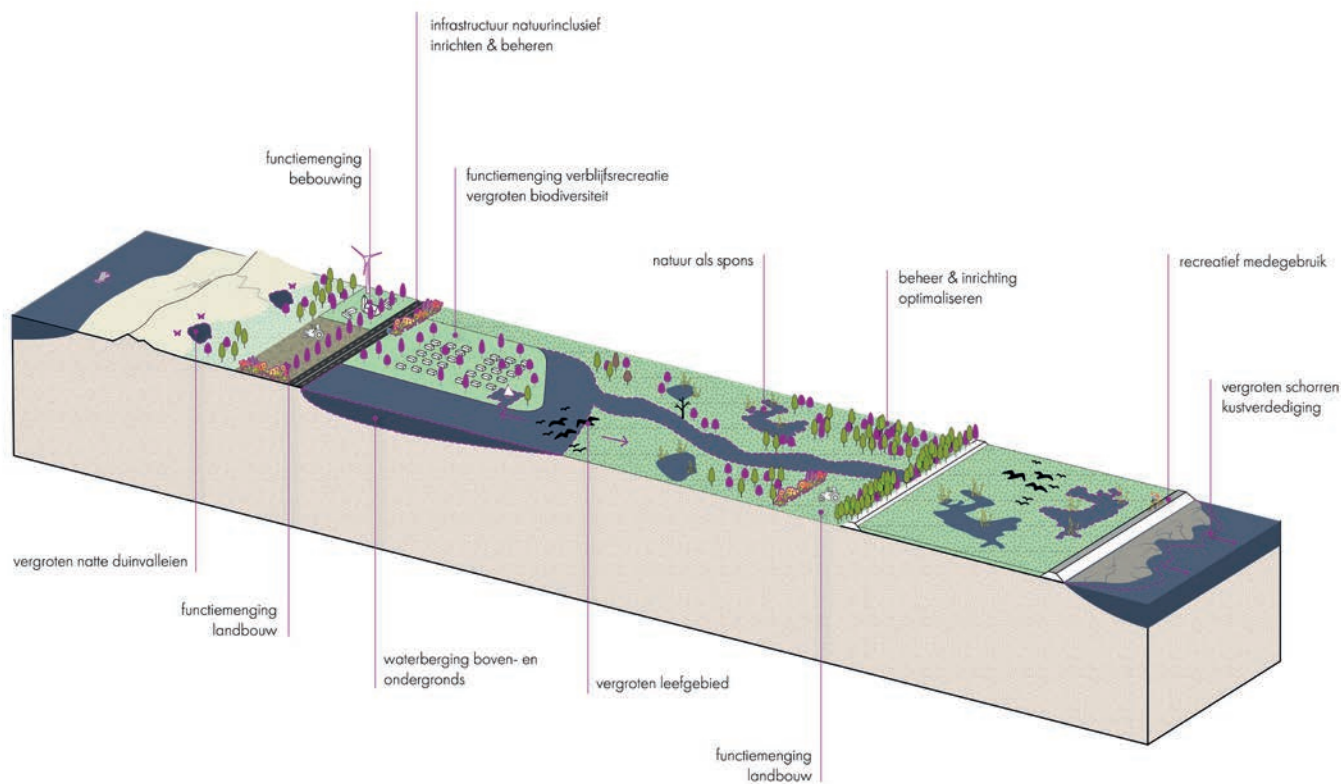 infrastructuur natuurinclusief
inrichten & beheren
functiemenging
bebouwing
functiemenging verblijfsrecreatie
vergroten biodiversiteit
natuur als spons
beheer & inrichting
optimaliseren
recreatief medegebruik
vergroten schorren
kustverdediging
vergroten natte duinvalleien
functiemenging
landbouw
waterberging boven- en
ondergronds
vergroten leefgebied
functiemenging
landbouw